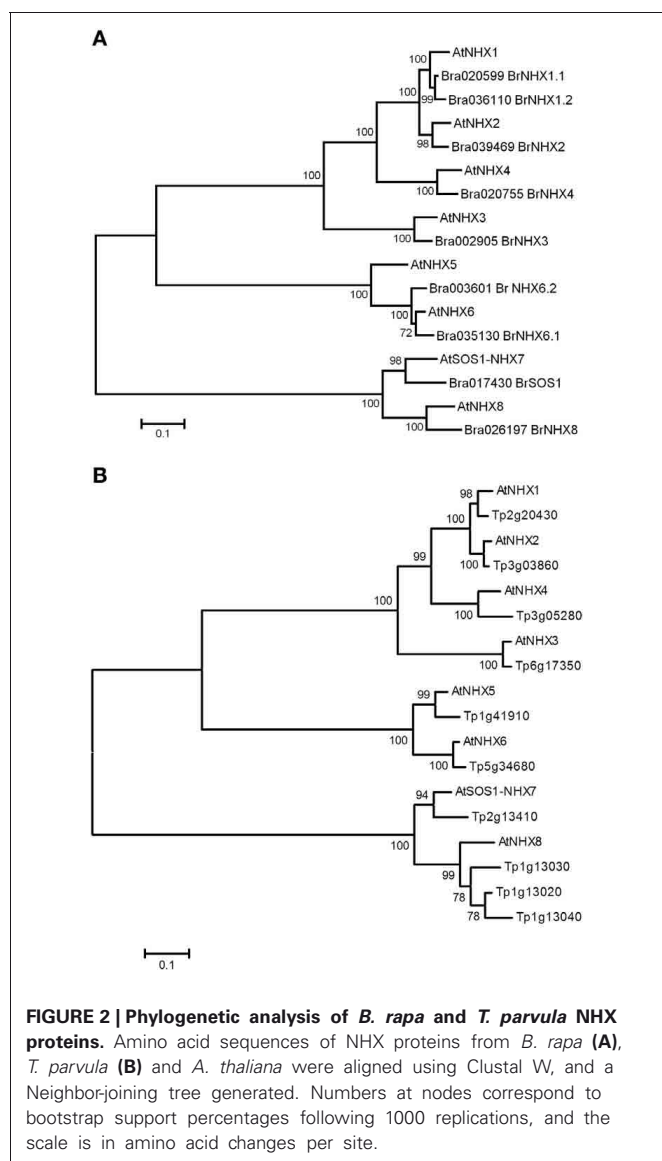 A
AtNHX1
100
Bra020599 BrNHX1.1
100
99
Bra036110 BrNHX1.2
AtNHX2
100
98
Bra039469 BrNHX2
AtNHX4
100
100
Bra020755 BrNHX4
AtNHX3
100
Bra002905 BrNHX3
AtNHX5
Bra003601 Br NHX6.2
100
100
AtNHX6
72
Bra035130 BrNHX6.1
AtSOS1-NHX7
98
Bra017430 BrSOS1
100
AtNHX8
100
Bra026197 BrNHX8
0.1
B
AtNHX1
98
Tp2g20430
100
AtNHX2
99
100
Tp3g03860
AtNHX4
100
100
Tp3g05280
AtNHX3
100
Tp6g17350
AtNHX5
99
Tp1g41910
100
AtNHX6
100
Tp5g34680
AtSOS1-NHX7
94
Tp2g13410
100
AtNHX8
99
Tp1g13030
78
Tp1g13020
78
Tp1g13040
0.1
FIGURE 2 | Phylogenetic analysis of B. rapa and T. parvula NHX
proteins. Amino acid sequences of NHX proteins from B. rapa (A),
T. parvula (B) and A. thaliana were aligned using Clustal W, and a
Neighbor-joining tree generated. Numbers at nodes correspond to
bootstrap support percentages following 1000 replications, and the
scale is in amino acid changes per site.